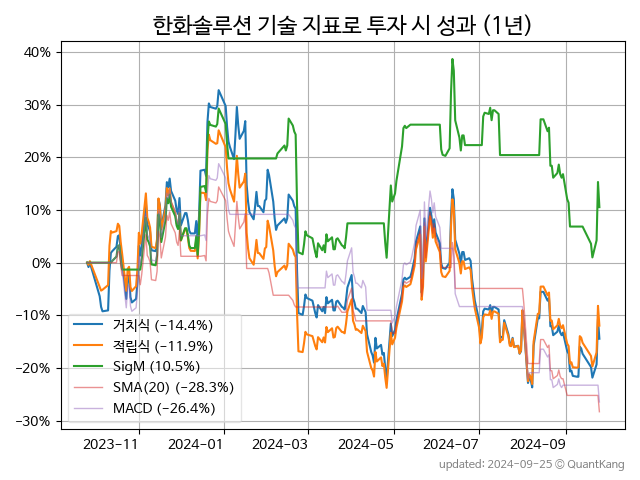 한화솔루션 기술 지표로 투자 시 성과 (1년)
40%
30%
20%
10%
0%
−10%
−20%
−30%
거치식 (−14.4%)
적립식 (−11.9%)
SigM (10.5%)
SMA(20) (−28.3%)
MACD (−26.4%)
2023-11 2024-01 2024-03 2024-05 2024-07 2024-09
updated: 2024-09-25 © QuantKang